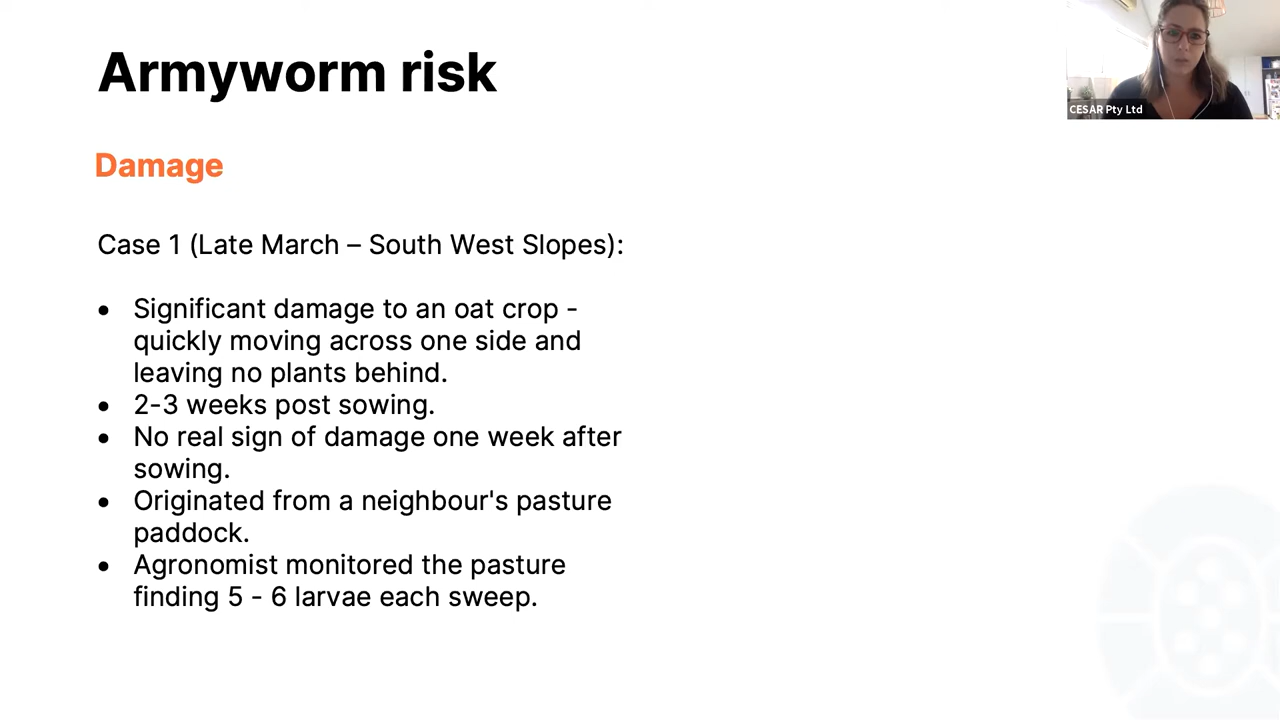 Armyworm risk
CESAR Pty Ltd
Damage
Case 1 (Late March – South West Slopes):
• Significant damage to an oat crop -
quickly moving across one side and
leaving no plants behind.
• 2-3 weeks post sowing.
• No real sign of damage one week after
sowing.
• Originated from a neighbour's pasture
paddock.
• Agronomist monitored the pasture
finding 5 - 6 larvae each sweep.